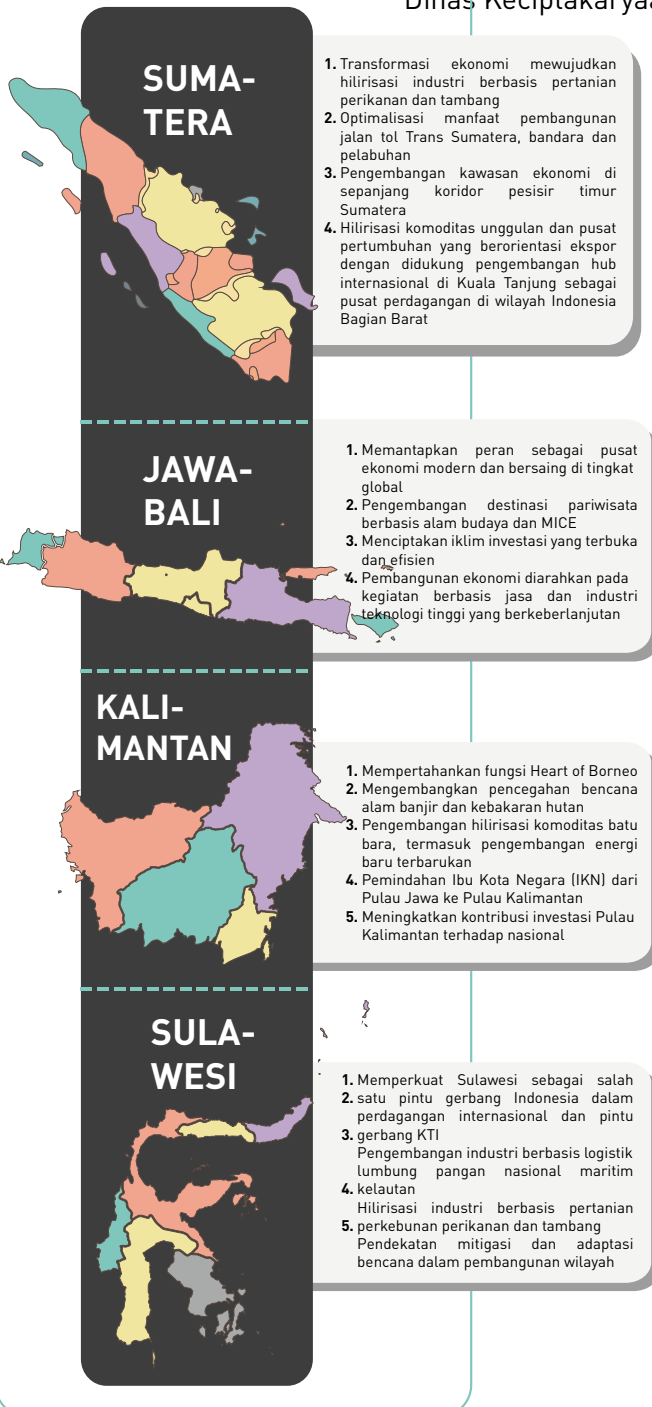 Dinas Keciptakaryaa
SUMA-
TERA
1. Transformasi ekonomi mewujudkan
hilirisasi industri berbasis pertanian
perikanan dan tambang
2. Optimalisasi manfaat pembangunan
jalan tol Trans Sumatera, bandara dan
pelabuhan
3. Pengembangan kawasan ekonomi di
sepanjang koridor pesisir timur
Sumatera
4. Hilirisasi komoditas unggulan dan pusat
pertumbuhan yang berorientasi ekspor
dengan didukung pengembangan hub
internasional di Kuala Tanjung sebagai
pusat perdagangan di wilayah Indonesia
Bagian Barat
JAWA-
BALI
1. Memantapkan peran sebagai pusat
ekonomi modern dan bersaing di tingkat
global
2. Pengembangan destinasi pariwisata
berbasis alam budaya dan MICE
3. Menciptakan iklim investasi yang terbuka
dan efisien
4. Pembangunan ekonomi diarahkan pada
kegiatan berbasis jasa dan industri
teknologi tinggi yang berkeberlanjutan
KALI-
MANTAN
1. Mempertahankan fungsi Heart of Borneo
2. Mengembangkan pencegahan bencana
alam banjir dan kebakaran hutan
3. Pengembangan hilirisasi komoditas batu
bara, termasuk pengembangan energi
baru terbarukan
4. Pemindahan Ibu Kota Negara (IKN) dari
Pulau Jawa ke Pulau Kalimantan
5. Meningkatkan kontribusi investasi Pulau
Kalimantan terhadap nasional
SULA-
WESI
1. Memperkuat Sulawesi sebagai salah
2. satu pintu gerbang Indonesia dalam
perdagangan internasional dan pintu
3. gerbang KTI
Pengembangan industri berbasis logistik
lumbung pangan nasional maritim
4. kelautan
Hilirisasi industri berbasis pertanian
5. perkebunan perikanan dan tambang
Pendekatan mitigasi dan adaptasi
bencana dalam pembangunan wilayah